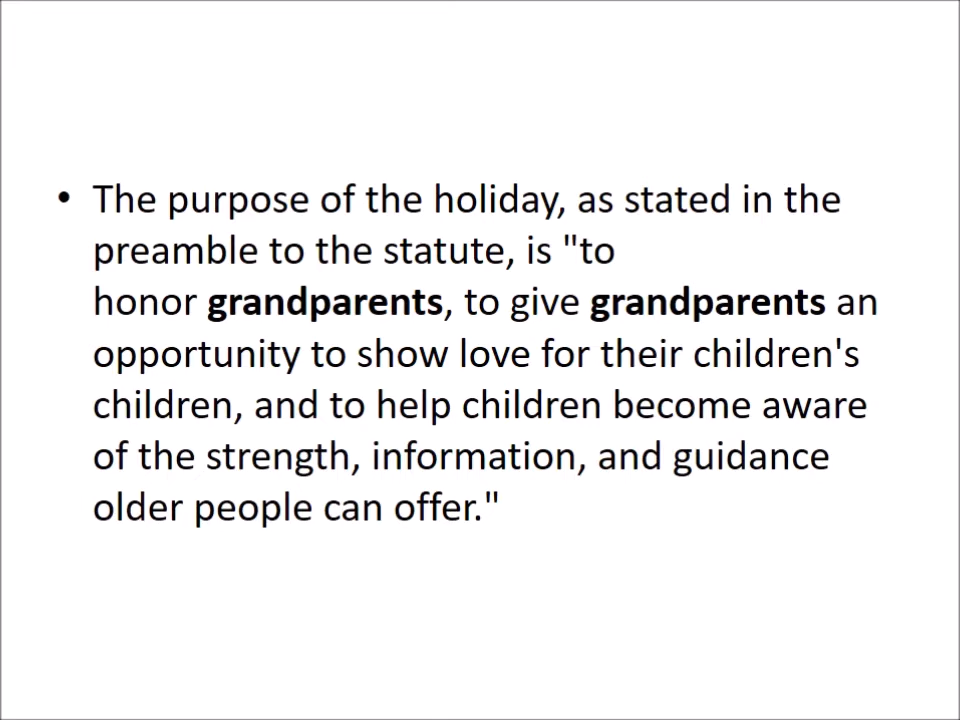 • The purpose of the holiday, as stated in the
preamble to the statute, is "to
honor grandparents, to give grandparents an
opportunity to show love for their children's
children, and to help children become aware
of the strength, information, and guidance
older people can offer."